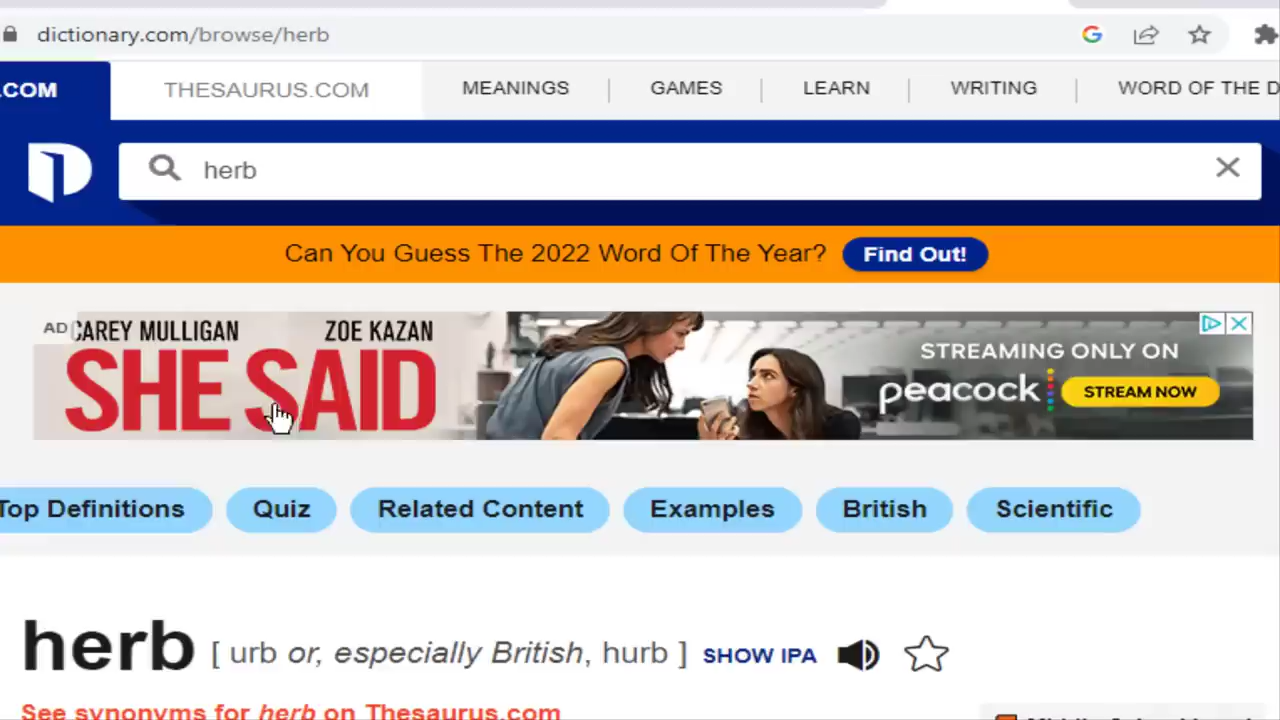 dictionary.com/browse/herb
.COM
THESAURUS.COM
MEANINGS
GAMES
LEARN
WRITING
WORD OF THE D
herb
Can You Guess The 2022 Word Of The Year?
Find Out!
AD
CAREY MULLIGAN
ZOE KAZAN
SHE SAID
STREAMING ONLY ON
peacock
STREAM NOW
Top Definitions
Quiz
Related Content
Examples
British
Scientific
herb [ urb or, especially British, hurb ] SHOW IPA
See synonyms for herb on Thesaurus.com